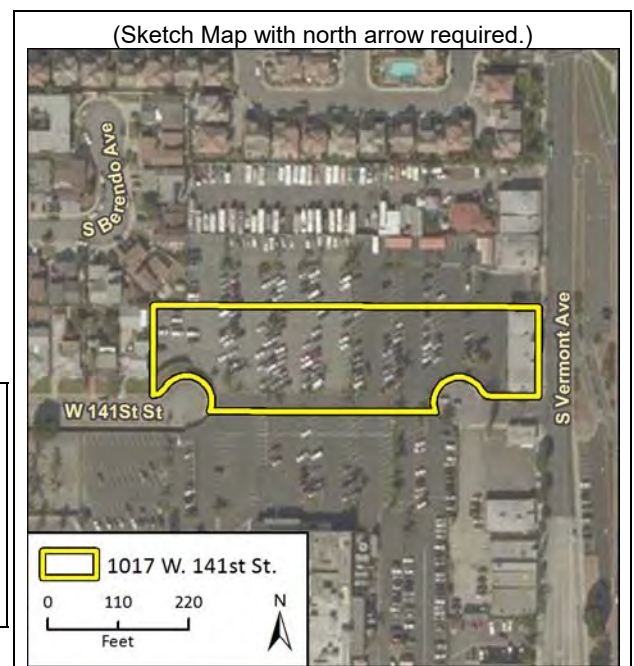 (Sketch Map with north arrow required.)
S Berendo Ave
S Vermont Ave
W 141St St
1017 W. 141st St.
0 110 220
Feet
N